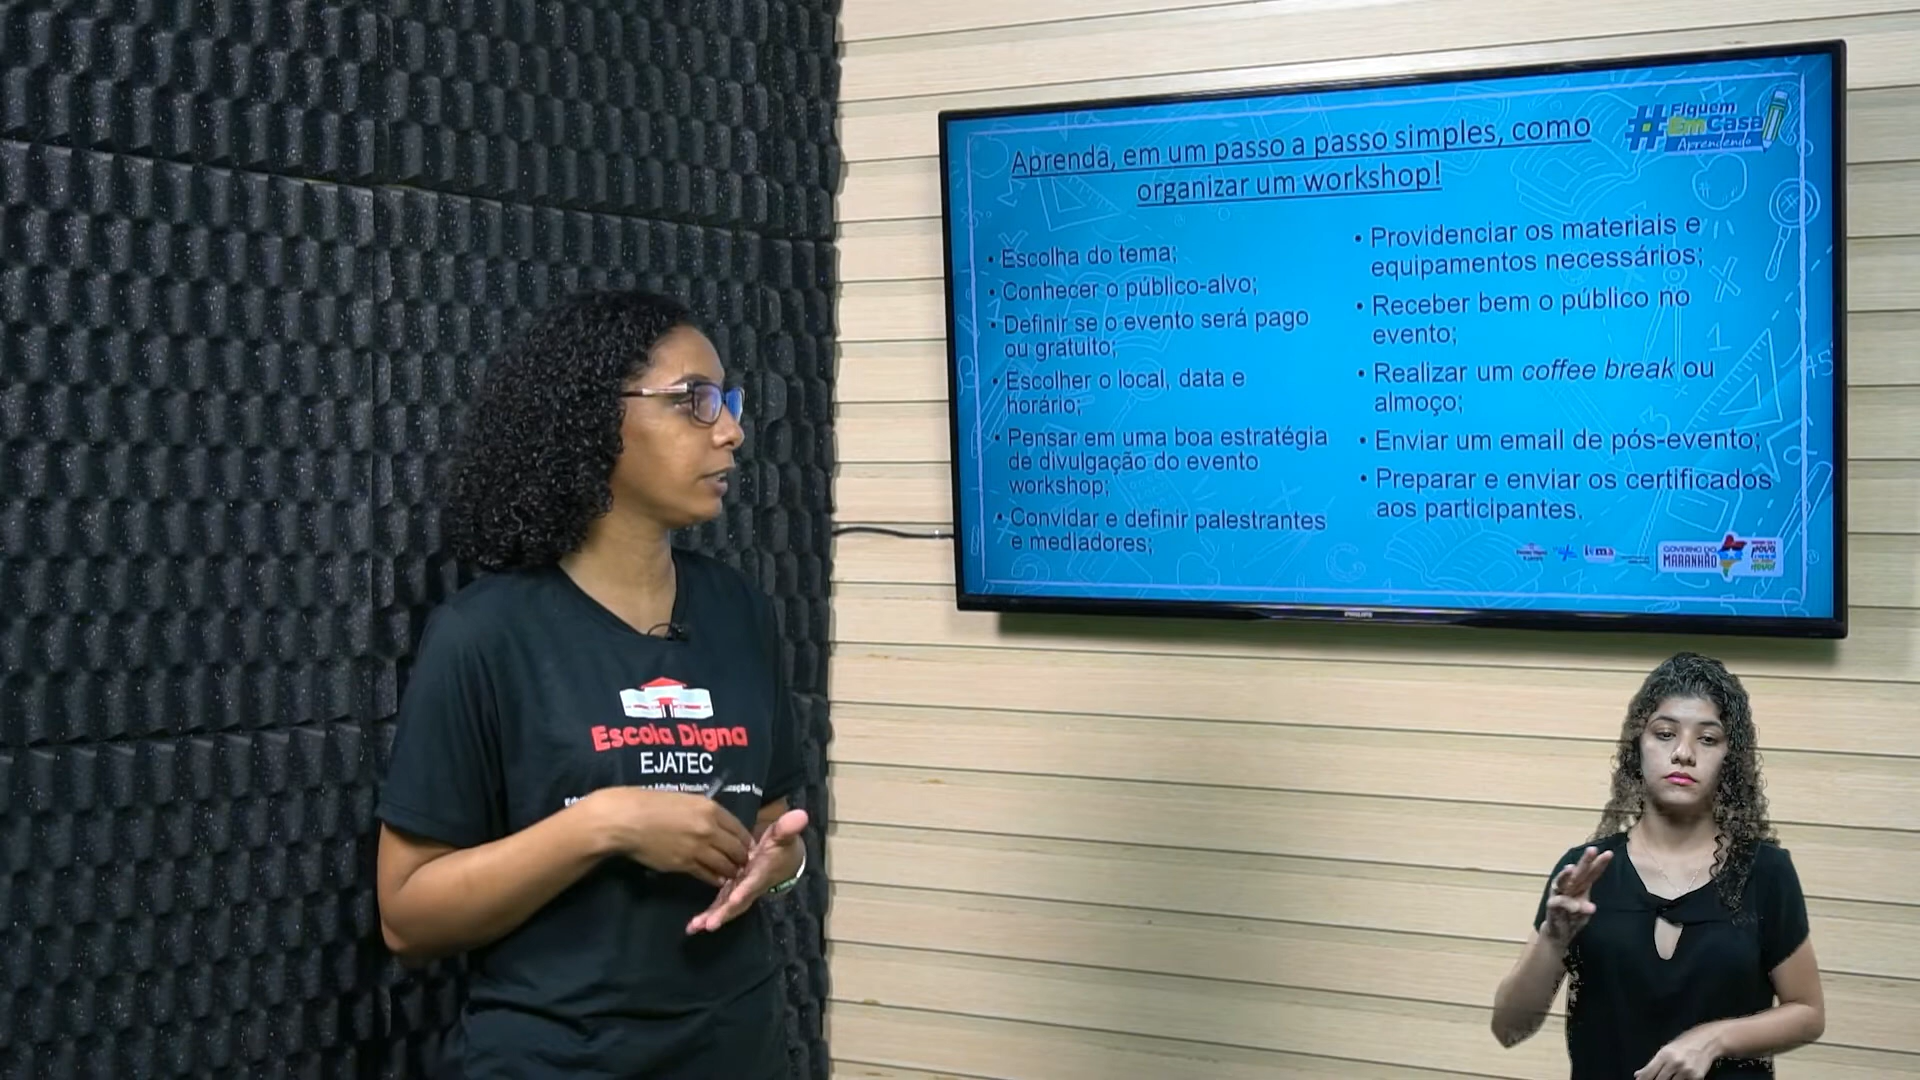 Aprenda, em um passo a passo simples, como
organizar um workshop!
#Fiquem
EmCasa
Aprendendo
• Escolha do tema;
• Conhecer o público-alvo;
• Definir se o evento será pago
ou gratuito;
• Escolher o local, data e
horário;
• Pensar em uma boa estratégia
de divulgação do evento
workshop;
• Convidar e definir palestrantes
e mediadores;
• Providenciar os materiais e
equipamentos necessários;
• Receber bem o público no
evento;
• Realizar um coffee break ou
almoço;
• Enviar um email de pós-evento;
• Preparar e enviar os certificados
aos participantes.
GOVERNO DO
MARANHÃO
Escola Digna
EJATEC